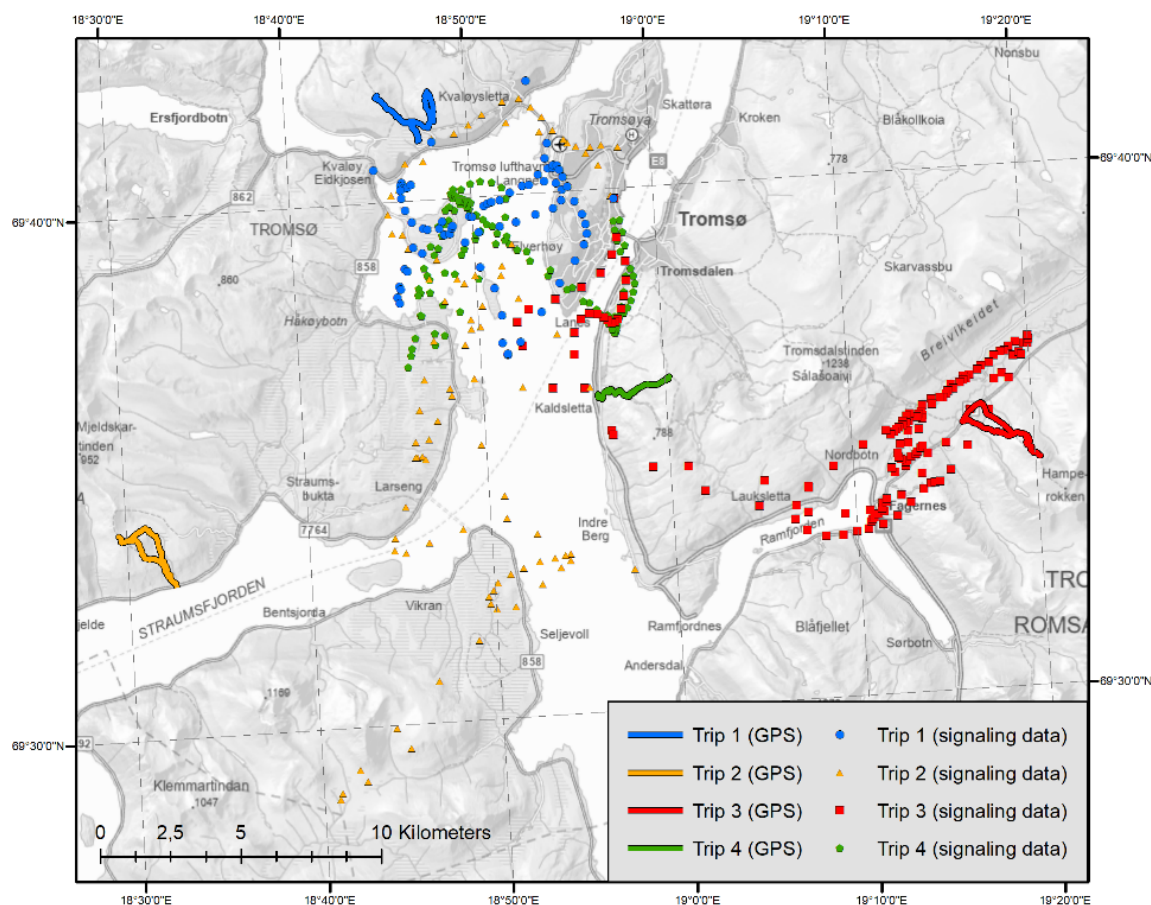 18°30'0"E 18°40'0"E 18°50'0"E 19°0'0"E 19°10'0"E 19°20'0"E
Nonsbu
Kvaløysletta
Skattøra
Ersfjordbotn
Tromsøya
Kroken
Blåkollkoia
H
Kvaløy
Eidkjosen
Tromsø lufthavn
E8
778
69°40'0"N
862
69°40'0"N
TROMSØ
Tromsø
Elverhøy
858
Tromsdalen
Skarvassbu
860
Håkøybotn
Breivikeidet
Tromsdalstinden
1238
Sålašoaivi
Kaldsletta
Mjeldskar-
tinden
952
788
Nordbotn
Hampe-
rokken
Straums-
bukta
Larseng
Lauksletta
Fagernes
7764
Indre
Berg
Ramfjorden
STRAUMSFJORDEN
Bentsjorda
Vikran
jelde
Seljevoll
Ramfjordnes
Blåfjellet
Sørbotn
ROMSA
858
Andersdal
69°30'0"N
1169
69°30'0"N
92
Klemmartindan
1047
0 2,5 5 10 Kilometers
Trip 1 (GPS) Trip 1 (signaling data)
Trip 2 (GPS) Trip 2 (signaling data)
Trip 3 (GPS) Trip 3 (signaling data)
Trip 4 (GPS) Trip 4 (signaling data)
18°30'0"E 18°40'0"E 18°50'0"E 19°0'0"E 19°10'0"E 19°20'0"E